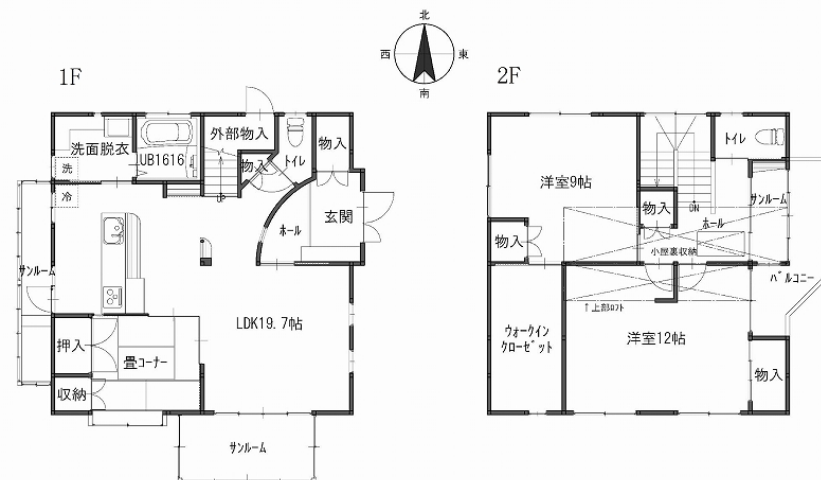 北
西
東
南
1F
2F
洗面脱衣
UB1616
外部物入
トイレ
物入
物入
洗
冷
UP
ホール
玄関
サンルーム
LDK19.7帖
押入
畳コーナー
収納
サンルーム
トイレ
洋室9帖
物入
DN
サンルーム
ホール
物入
小屋裏収納
バルコニー
↑上部ロフト
ウォークイン
クローゼット
洋室12帖
物入